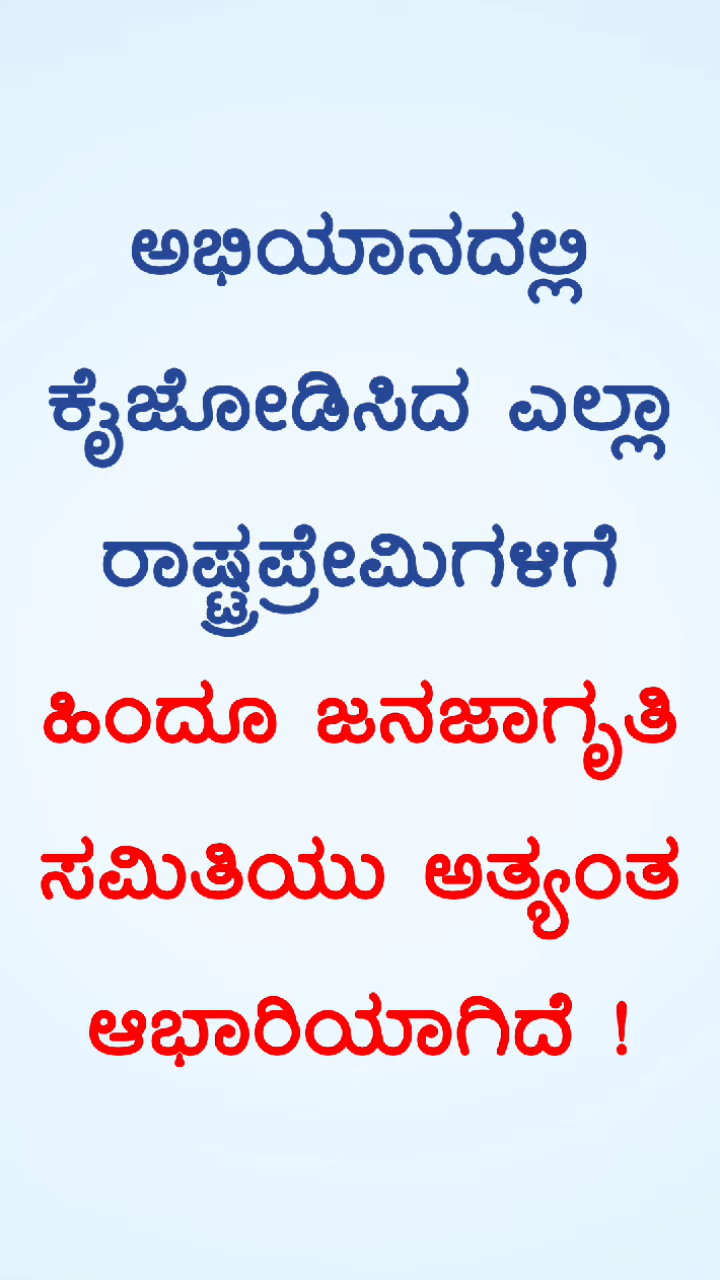 ಅಭಿಯಾನದಲ್ಲಿ
ಕೈಜೋಡಿಸಿದ ಎಲ್ಲಾ
ರಾಷ್ಟ್ರಪ್ರೇಮಿಗಳಿಗೆ
ಹಿಂದೂ ಜನಜಾಗೃತಿ
ಸಮಿತಿಯು ಅತ್ಯಂತ
ಆಭಾರಿಯಾಗಿದೆ !